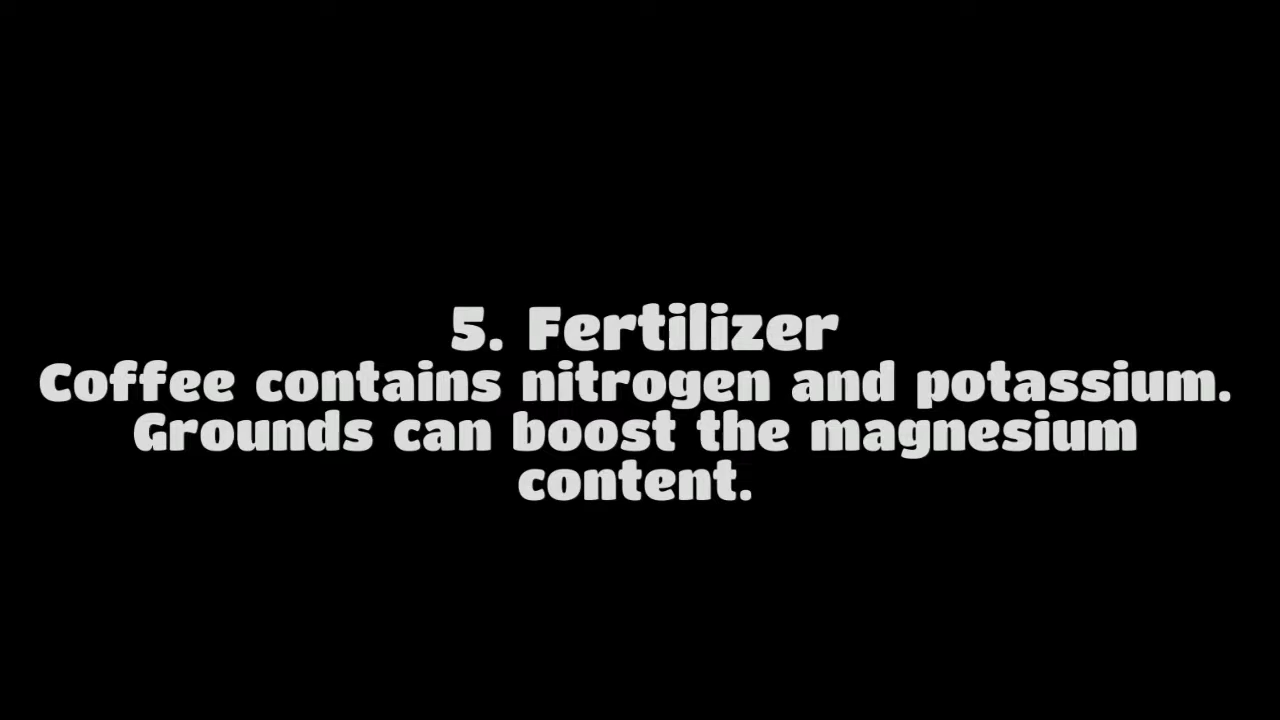 5. Fertilizer
Coffee contains nitrogen and potassium.
Grounds can boost the magnesium
content.